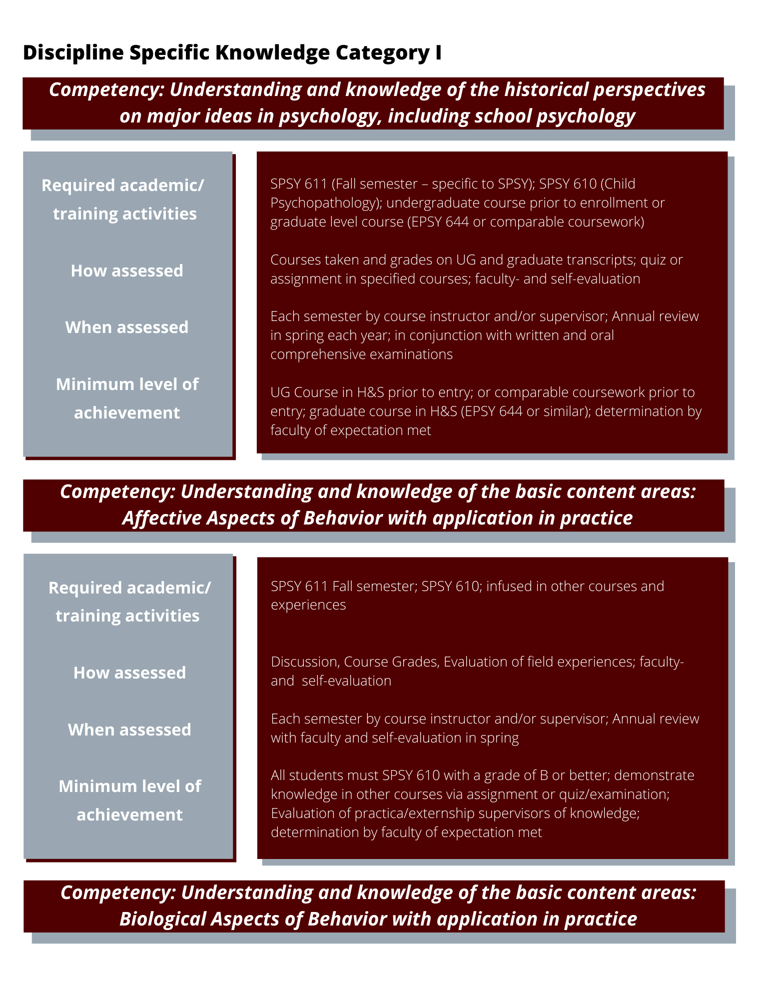 Discipline Specific Knowledge Category I
Competency: Understanding and knowledge of the historical perspectives
on major ideas in psychology, including school psychology
Required academic/
training activities
SPSY 611 (Fall semester – specific to SPSY); SPSY 610 (Child
Psychopathology); undergraduate course prior to enrollment or
graduate level course (EPSY 644 or comparable coursework)
How assessed
Courses taken and grades on UG and graduate transcripts; quiz or
assignment in specified courses; faculty- and self-evaluation
When assessed
Each semester by course instructor and/or supervisor; Annual review
in spring each year; in conjunction with written and oral
comprehensive examinations
Minimum level of
achievement
UG Course in H&S prior to entry; or comparable coursework prior to
entry; graduate course in H&S (EPSY 644 or similar); determination by
faculty of expectation met
Competency: Understanding and knowledge of the basic content areas:
Affective Aspects of Behavior with application in practice
Required academic/
training activities
SPSY 611 Fall semester; SPSY 610; infused in other courses and
experiences
How assessed
Discussion, Course Grades, Evaluation of field experiences; faculty-
and  self-evaluation
When assessed
Each semester by course instructor and/or supervisor; Annual review
with faculty and self-evaluation in spring
Minimum level of
achievement
All students must SPSY 610 with a grade of B or better; demonstrate
knowledge in other courses via assignment or quiz/examination;
Evaluation of practica/externship supervisors of knowledge;
determination by faculty of expectation met
Competency: Understanding and knowledge of the basic content areas:
Biological Aspects of Behavior with application in practice